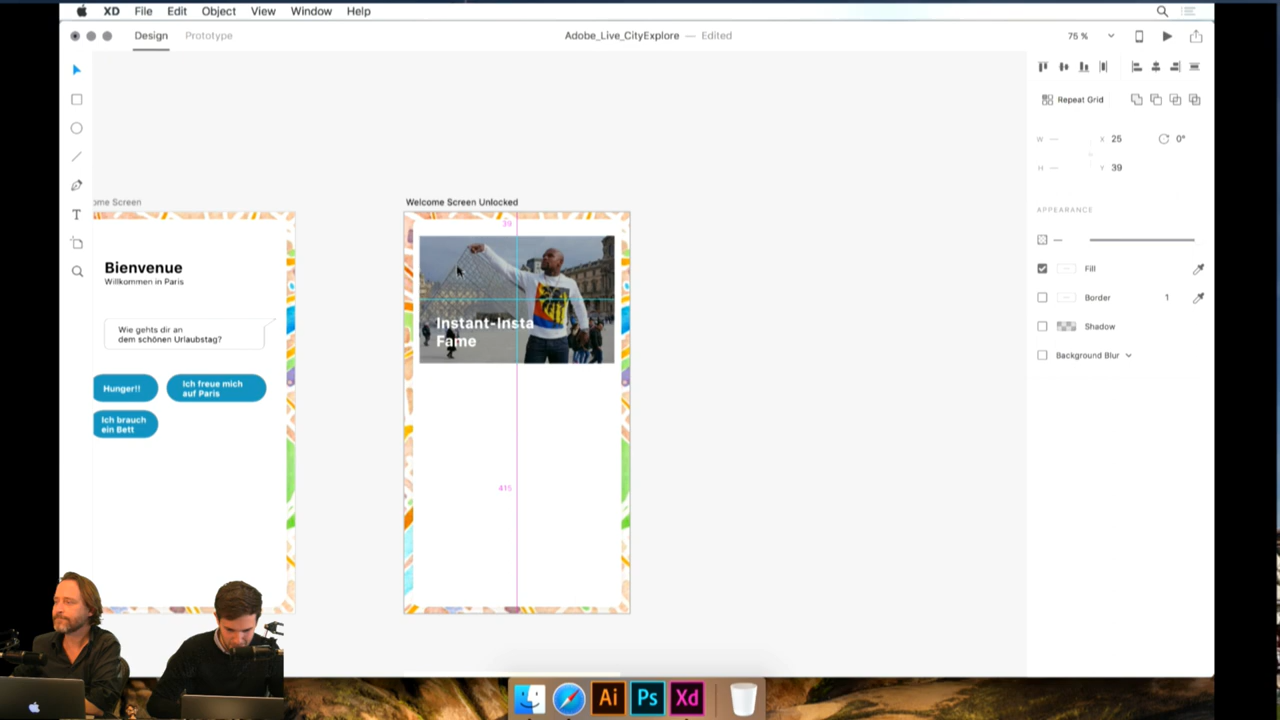 XD File Edit Object View Window Help
Design Prototype
Adobe_Live_CityExplore — Edited
75 %
Repeat Grid
W — X 25 0°
H — Y 39
APPEARANCE
Fill
Border 1
Shadow
Background Blur
T
ome Screen
Bienvenue
Willkommen in Paris
Wie gehts dir an
dem schönen Urlaubstag?
Hunger!!
Ich freue mich
auf Paris
Ich brauch
ein Bett
Welcome Screen Unlocked
39
Instant-Insta
Fame
415
Ai Ps Xd